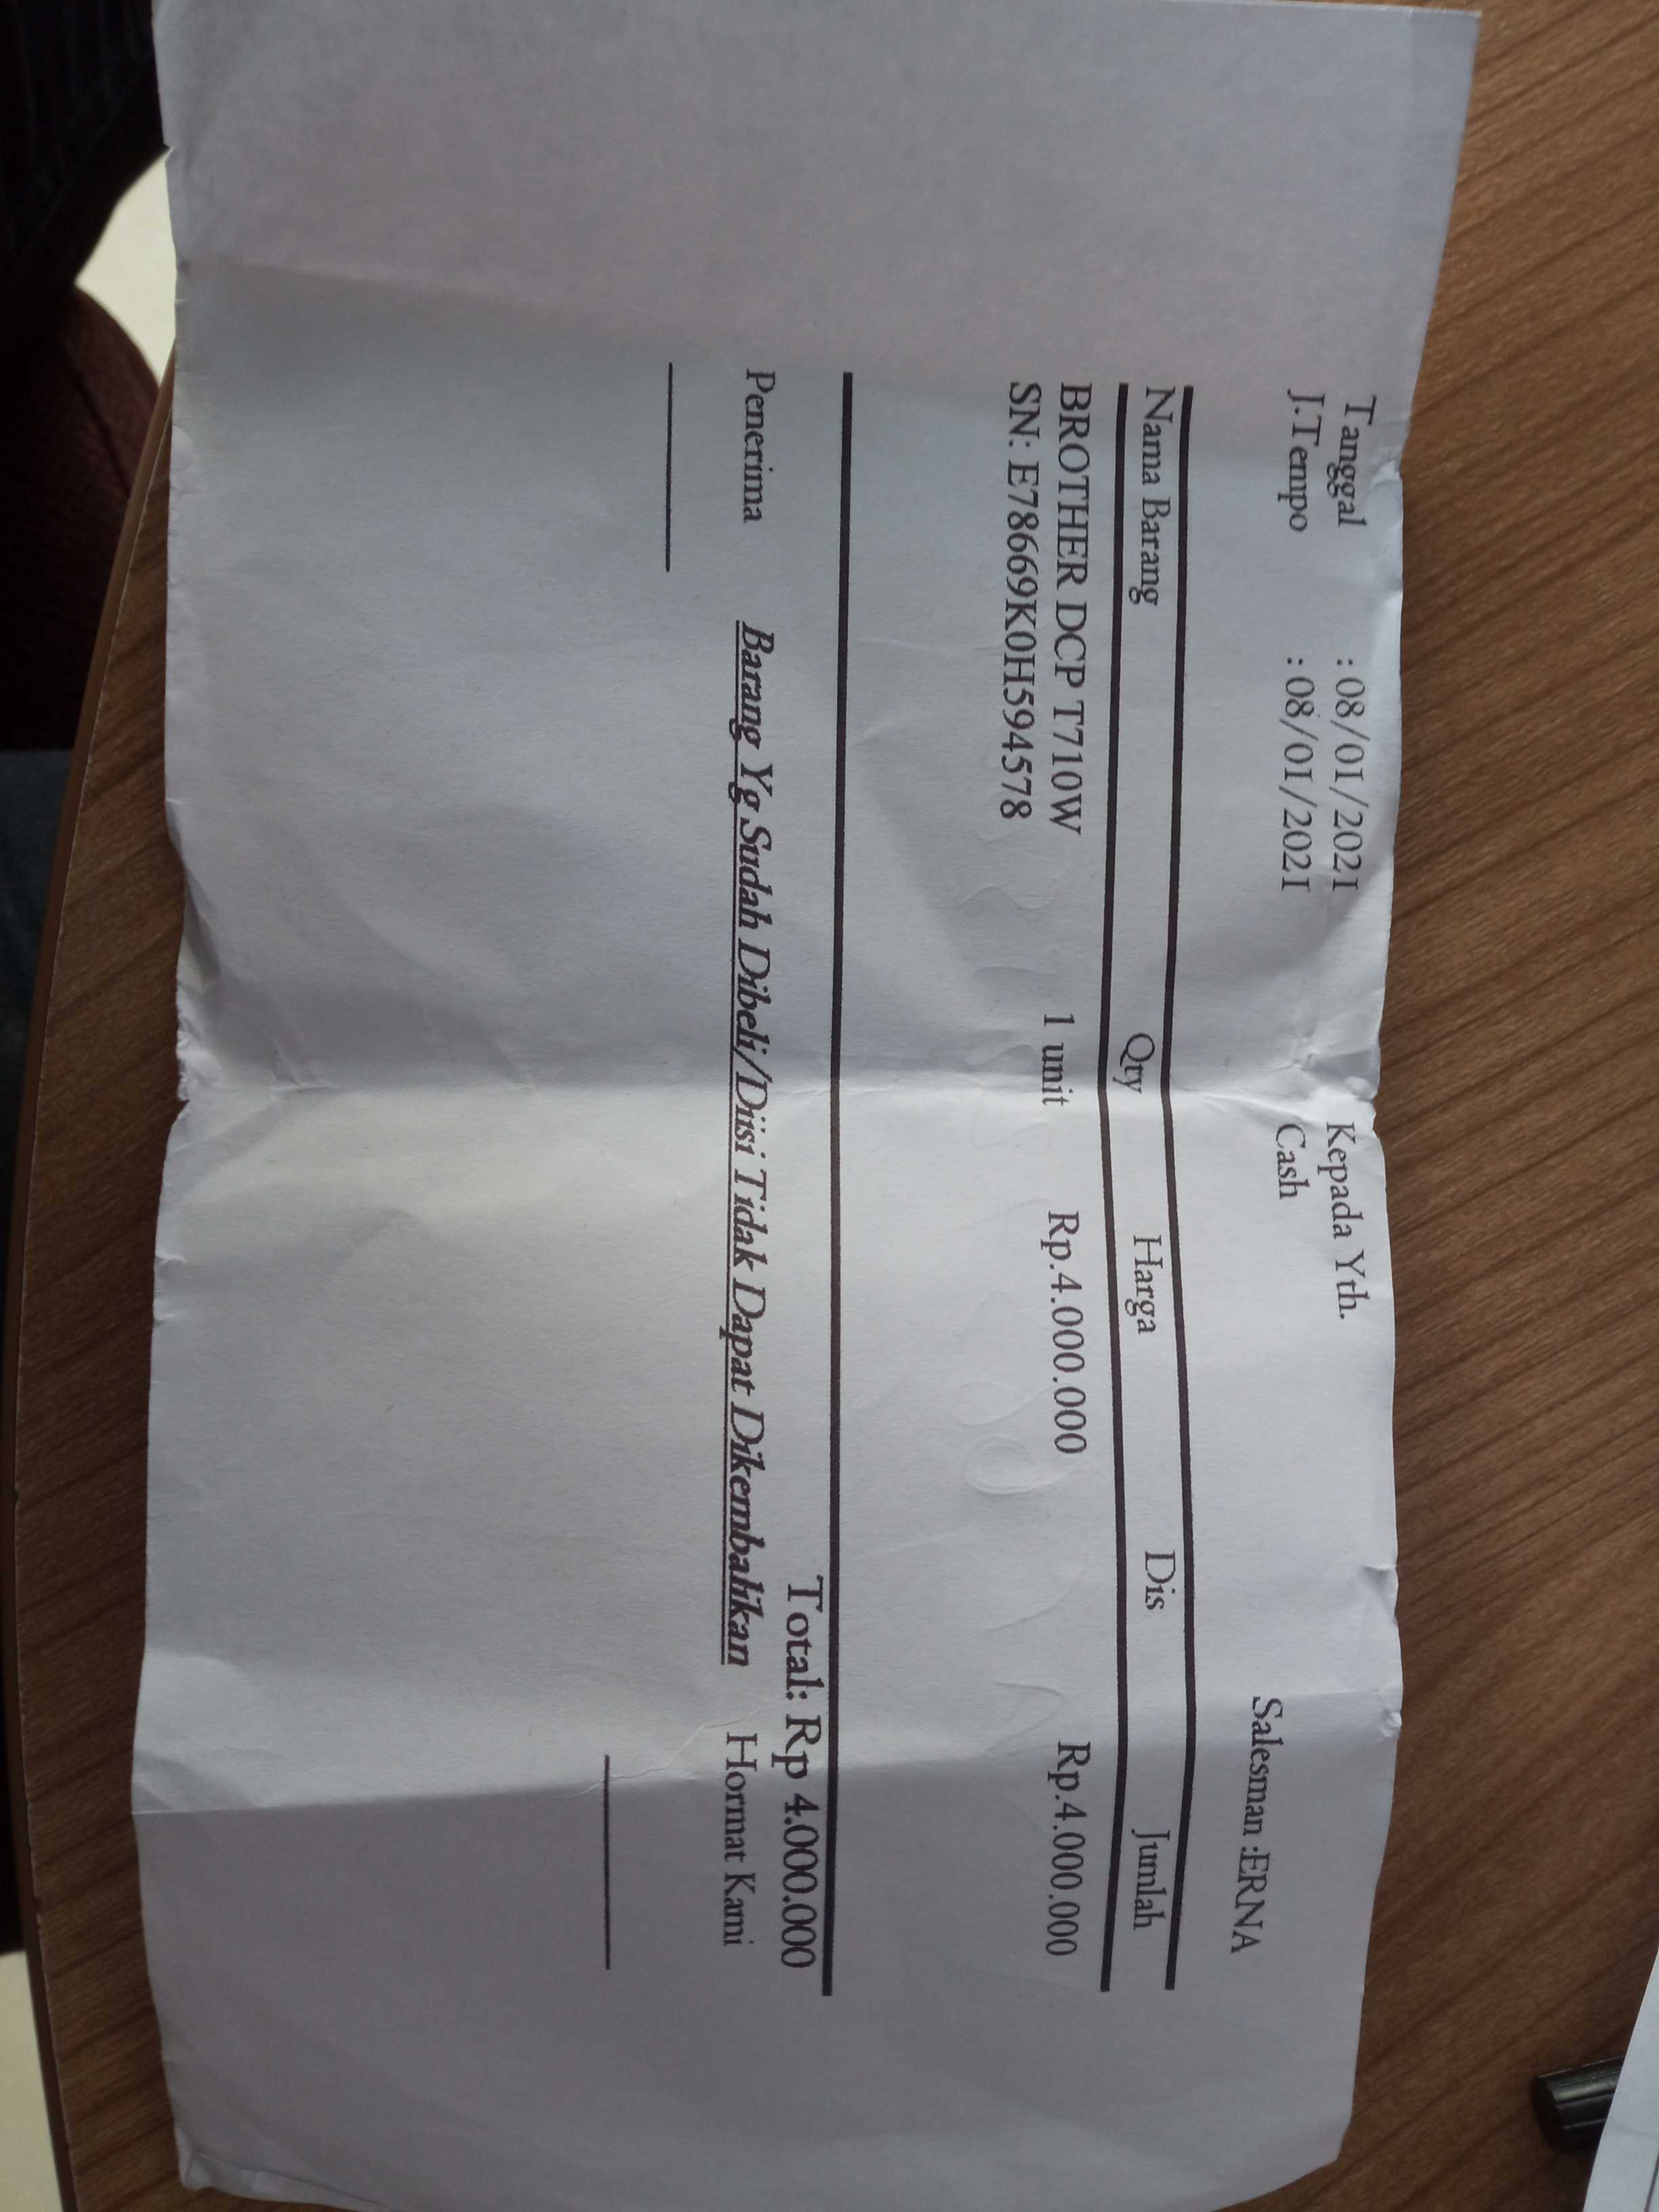 Tanggal : 08/01/2021 Kepada Yth.
J.Tempo : 08/01/2021 Cash
Salesman :ERNA
Nama Barang Qty Harga Dis Jumlah
BROTHER DCP T710W 1 unit Rp.4.000.000 Rp.4.000.000
SN: E78669K0H594578
Total: Rp 4.000.000
Penerima Barang Yg Sudah Dibeli/Diisi Tidak Dapat Dikembalikan Hormat Kami